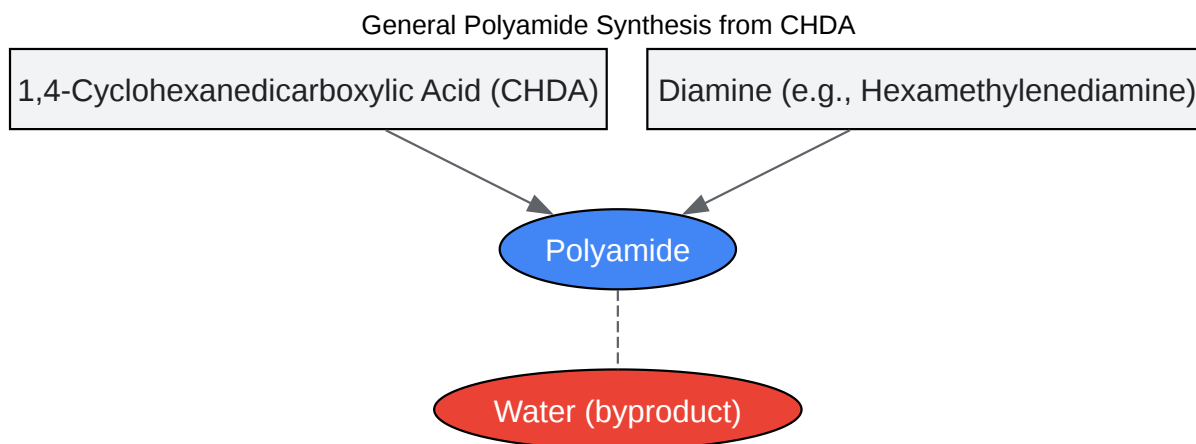 General Polyamide Synthesis from CHDA
1,4-Cyclohexanedicarboxylic Acid (CHDA)
Diamine (e.g., Hexamethylenediamine)
Polyamide
Water (byproduct)